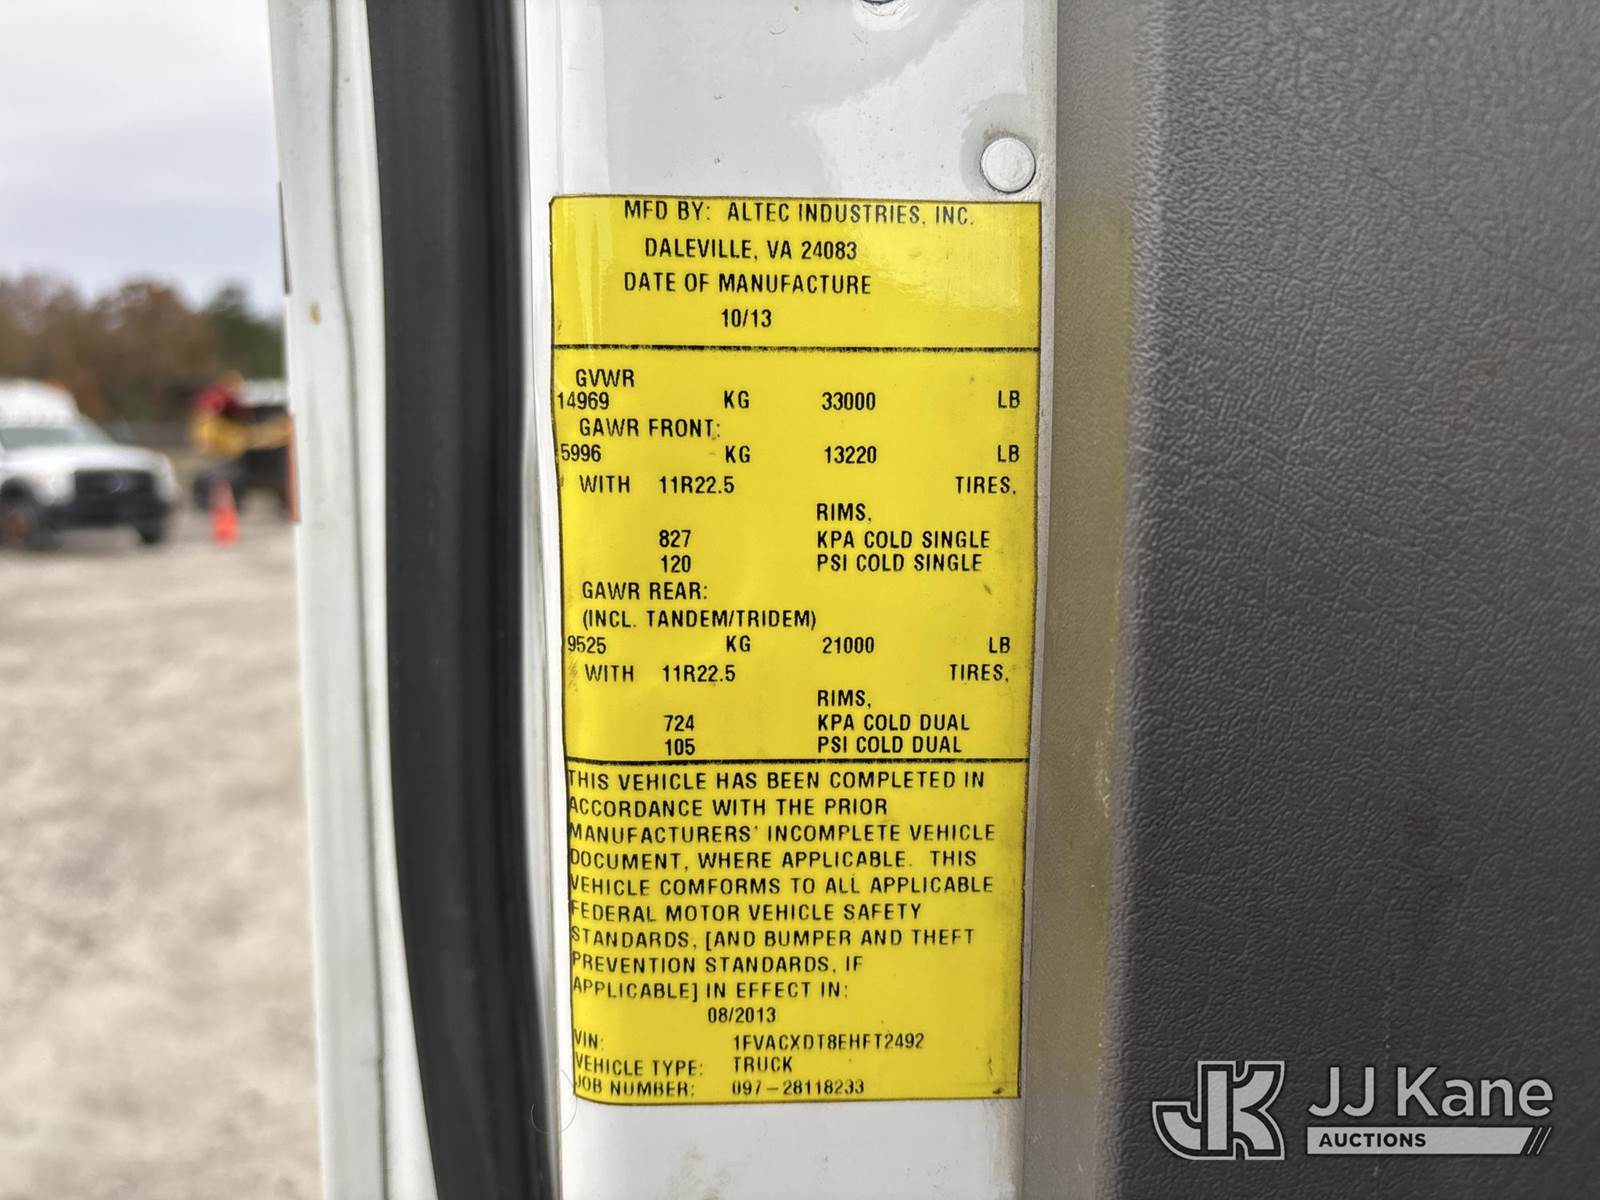 MFD BY: ALTEC INDUSTRIES, INC.
DALEVILLE, VA 24083
DATE OF MANUFACTURE
10/13
GVWR
14969 KG 33000 LB
GAWR FRONT:
5996 KG 13220 LB
WITH 11R22.5 TIRES,
RIMS,
827 KPA COLD SINGLE
120 PSI COLD SINGLE
GAWR REAR:
(INCL. TANDEM/TRIDEM)
9525 KG 21000 LB
WITH 11R22.5 TIRES,
RIMS,
724 KPA COLD DUAL
105 PSI COLD DUAL
THIS VEHICLE HAS BEEN COMPLETED IN
ACCORDANCE WITH THE PRIOR
MANUFACTURERS' INCOMPLETE VEHICLE
DOCUMENT, WHERE APPLICABLE. THIS
VEHICLE COMFORMS TO ALL APPLICABLE
FEDERAL MOTOR VEHICLE SAFETY
STANDARDS, [AND BUMPER AND THEFT
PREVENTION STANDARDS, IF
APPLICABLE] IN EFFECT IN:
08/2013
VIN: 1FVACXDT8EHFT2492
VEHICLE TYPE: TRUCK
JOB NUMBER: 097-28118233
JK JJ Kane
AUCTIONS